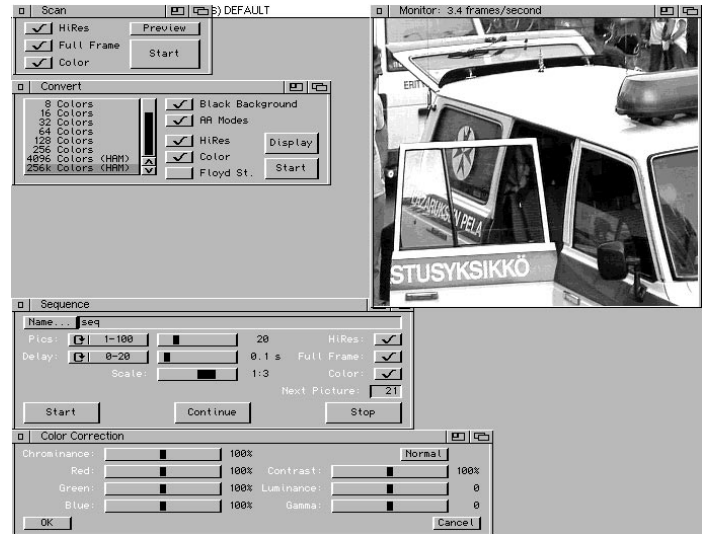 Scan
s) DEFAULT
HiRes
Preview
Full Frame
Start
Color
Monitor: 3.4 frames/second
Convert
8 Colors
16 Colors
32 Colors
64 Colors
128 Colors
256 Colors
4096 Colors (HAM)
256k Colors (HAM)
Black Background
AA Modes
HiRes
Display
Color
Floyd St.
Start
ERIT
LAZARUKSEN PELA
STUSYKSIKKÖ
Sequence
Name... seq
Pics: 1-100 20 HiRes:
Delay: 0-20 0.1 s Full Frame:
Scale: 1:3 Color:
Next Picture: 21
Start Continue Stop
Color Correction
Chrominance: 100% Normal
Red: 100% Contrast: 100%
Green: 100% Luminance: 0
Blue: 100% Gamma: 0
OK Cancel